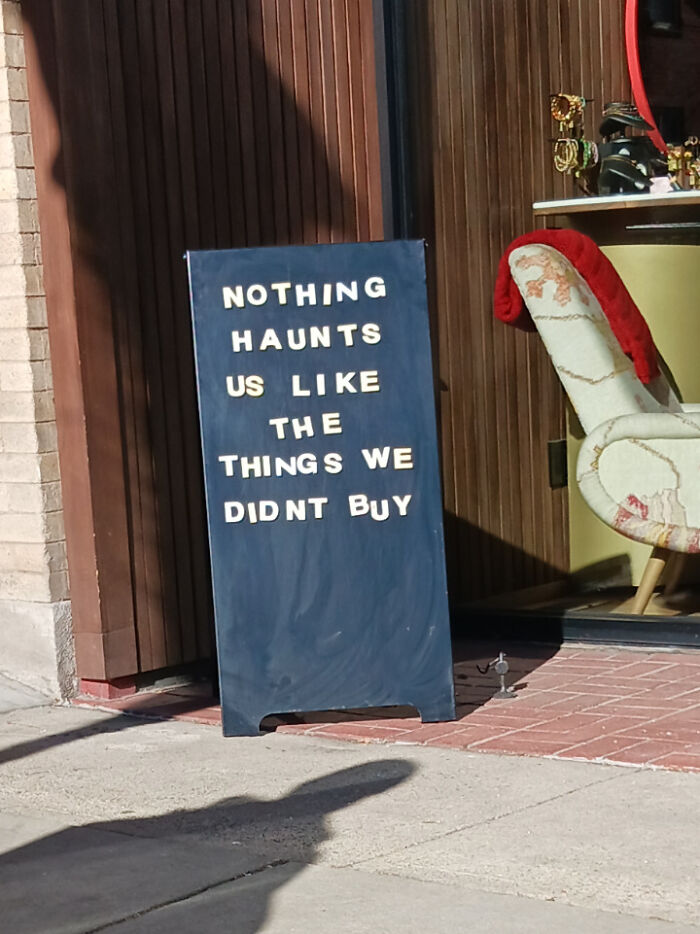 NOTHING
HAUNTS
US LIKE
THE
THINGS WE
DIDNT BUY